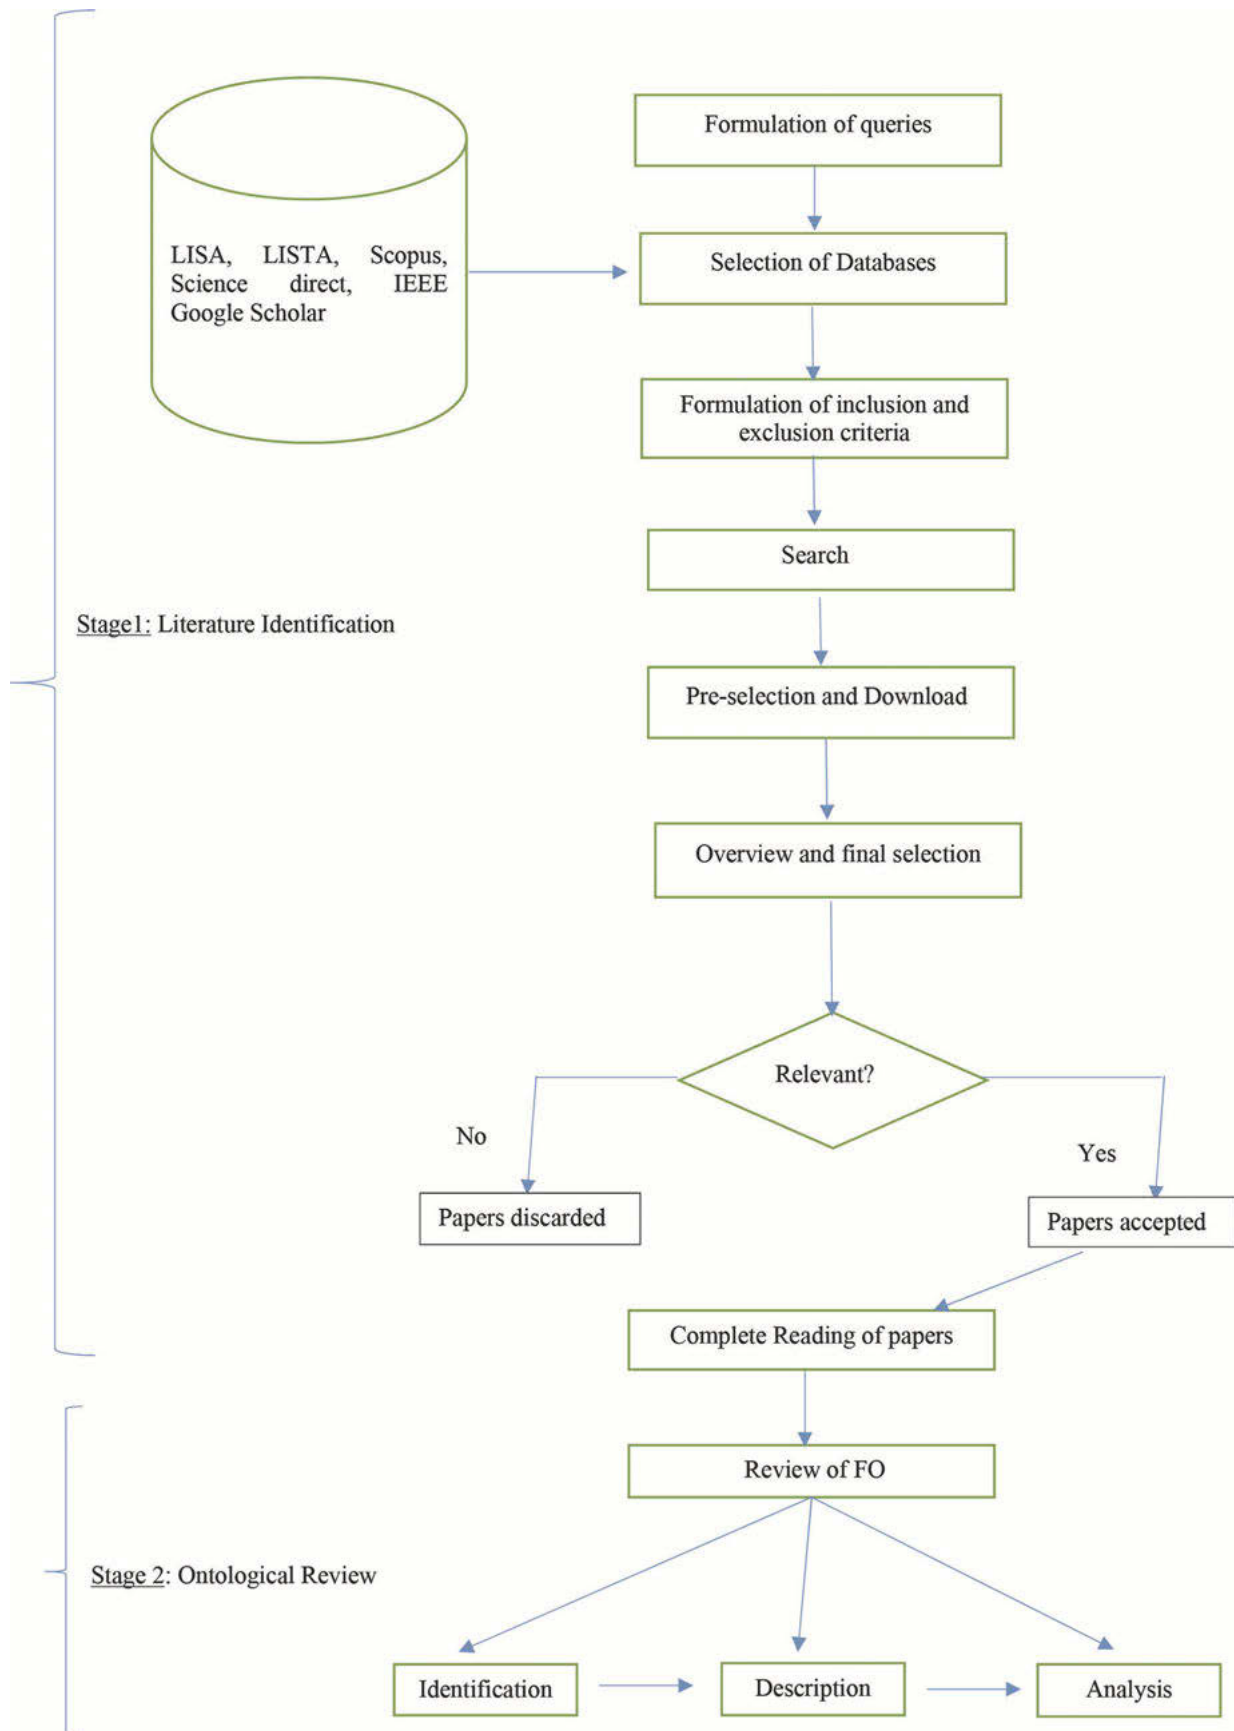 Formulation of queries
LISA, LISTA, Scopus,
Science direct, IEEE
Google Scholar
Selection of Databases
Formulation of inclusion and
exclusion criteria
Search
Stage1: Literature Identification
Pre-selection and Download
Overview and final selection
Relevant?
No
Yes
Papers discarded
Papers accepted
Complete Reading of papers
Review of FO
Stage 2: Ontological Review
Identification
Description
Analysis